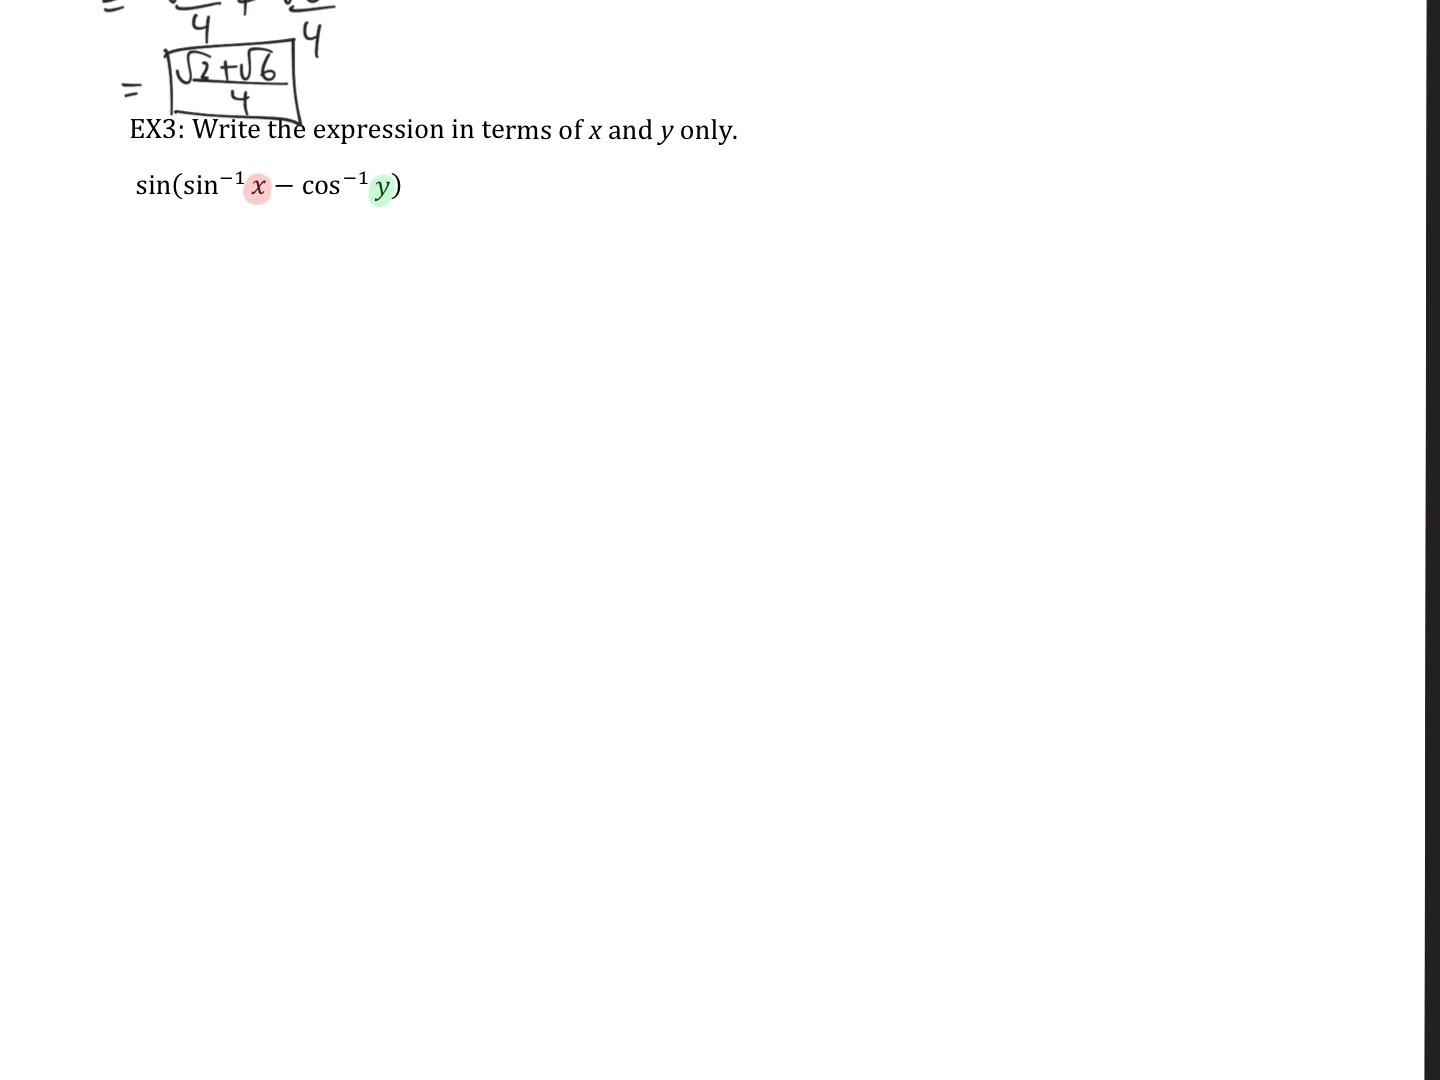 = 4 + 4
= √2+√6
4
EX3: Write the expression in terms of x and y only.
sin(sin⁻¹ x − cos⁻¹ y)